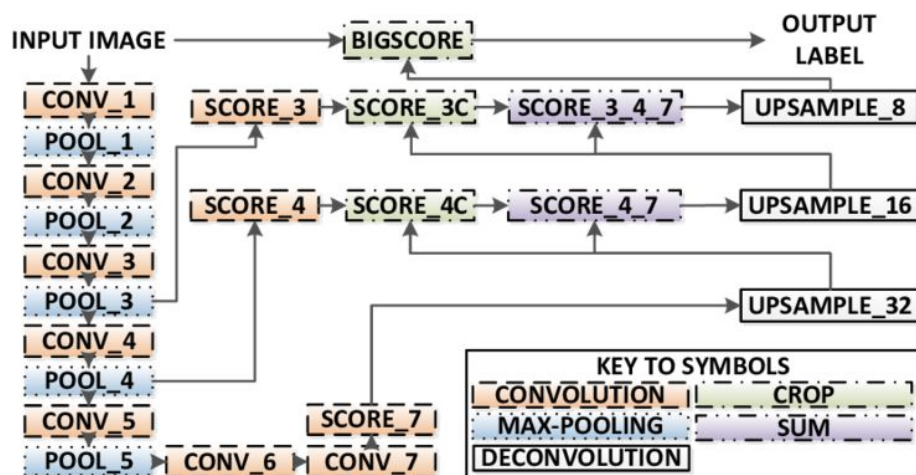 INPUT IMAGE
BIGSCORE
OUTPUT
LABEL
CONV_1
SCORE_3
SCORE_3C
SCORE_3_4_7
UPSAMPLE_8
POOL_1
CONV_2
POOL_2
SCORE_4
SCORE_4C
SCORE_4_7
UPSAMPLE_16
CONV_3
POOL_3
UPSAMPLE_32
CONV_4
POOL_4
CONV_5
SCORE_7
POOL_5
CONV_6
CONV_7
KEY TO SYMBOLS
CONVOLUTION
CROP
MAX-POOLING
SUM
DECONVOLUTION